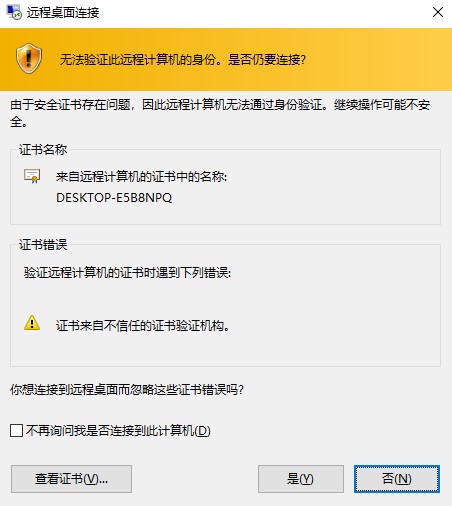 远程桌面连接
无法验证此远程计算机的身份。是否仍要连接?
由于安全证书存在问题，因此远程计算机无法通过身份验证。继续操作可能不安
全。
证书名称
来自远程计算机的证书中的名称:
DESKTOP-E5B8NPQ
证书错误
验证远程计算机的证书时遇到下列错误:
证书来自不信任的证书验证机构。
你想连接到远程桌面而忽略这些证书错误吗?
不再询问我是否连接到此计算机(D)
查看证书(V)... 是(Y) 否(N)